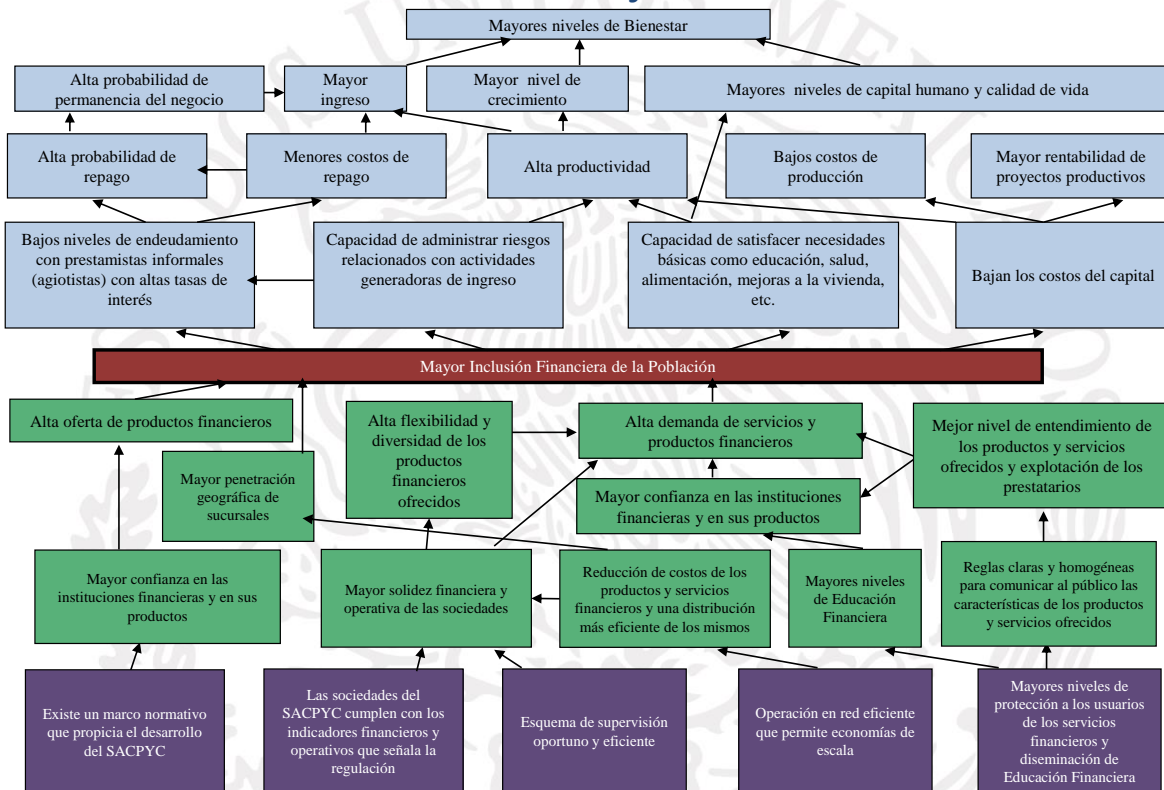 Mayores niveles de Bienestar
Alta probabilidad de
permanencia del negocio
Mayor
ingreso
Mayor nivel de
crecimiento
Mayores niveles de capital humano y calidad de vida
Alta probabilidad de
repago
Menores costos de
repago
Alta productividad
Bajos costos de
producción
Mayor rentabilidad de
proyectos productivos
Bajos niveles de endeudamiento
con prestamistas informales
(agiotistas) con altas tasas de
interés
Capacidad de administrar riesgos
relacionados con actividades
generadoras de ingreso
Capacidad de satisfacer necesidades
básicas como educación, salud,
alimentación, mejoras a la vivienda,
etc.
Bajan los costos del capital
Mayor Inclusión Financiera de la Población
Alta oferta de productos financieros
Mayor penetración
geográfica de
sucursales
Alta flexibilidad y
diversidad de los
productos
financieros
ofrecidos
Alta demanda de servicios y
productos financieros
Mayor confianza en las instituciones
financieras y en sus productos
Mejor nivel de entendimiento de
los productos y servicios
ofrecidos y explotación de los
prestatarios
Mayor confianza en las
instituciones financieras y en sus
productos
Mayor solidez financiera y
operativa de las sociedades
Reducción de costos de los
productos y servicios
financieros y una distribución
más eficiente de los mismos
Mayores niveles
de Educación
Financiera
Reglas claras y homogéneas
para comunicar al público las
características de los productos
y servicios ofrecidos
Existe un marco normativo
que propicia el desarrollo
del SACPYC
Las sociedades del
SACPYC cumplen con los
indicadores financieros y
operativos que señala la
regulación
Esquema de supervisión
oportuno y eficiente
Operación en red eficiente
que permite economías de
escala
Mayores niveles de
protección a los usuarios
de los servicios
financieros y
diseminación de
Educación Financiera